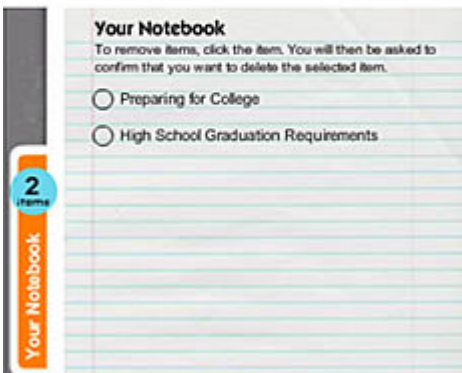 Your Notebook
To remove items, click the item. You will then be asked to
confirm that you want to delete the selected item.
Preparing for College
High School Graduation Requirements
2
items
Your Notebook